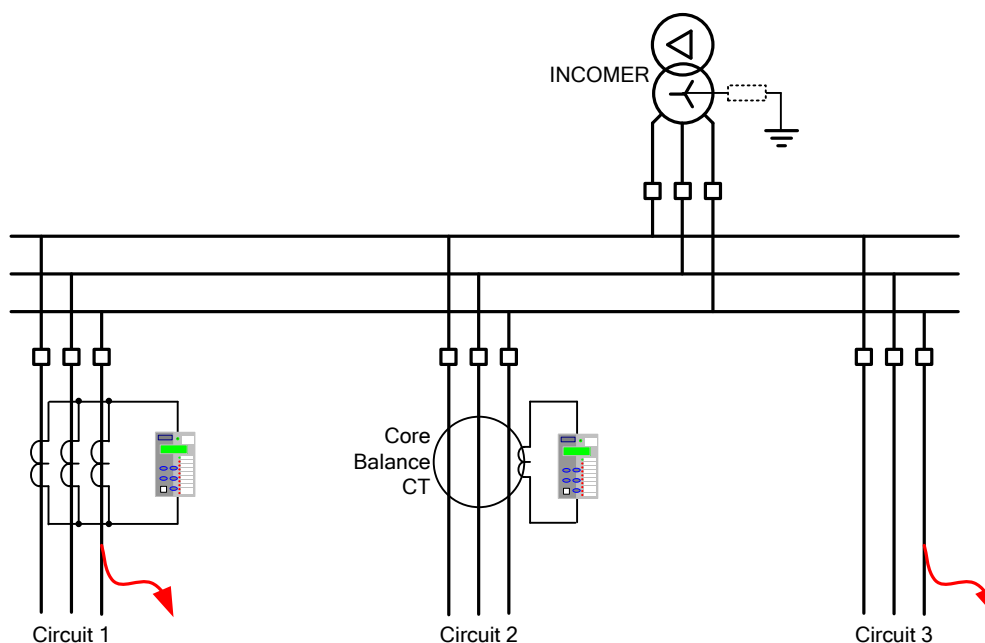 INCOMER
Core
Balance
CT
Circuit 1
Circuit 2
Circuit 3